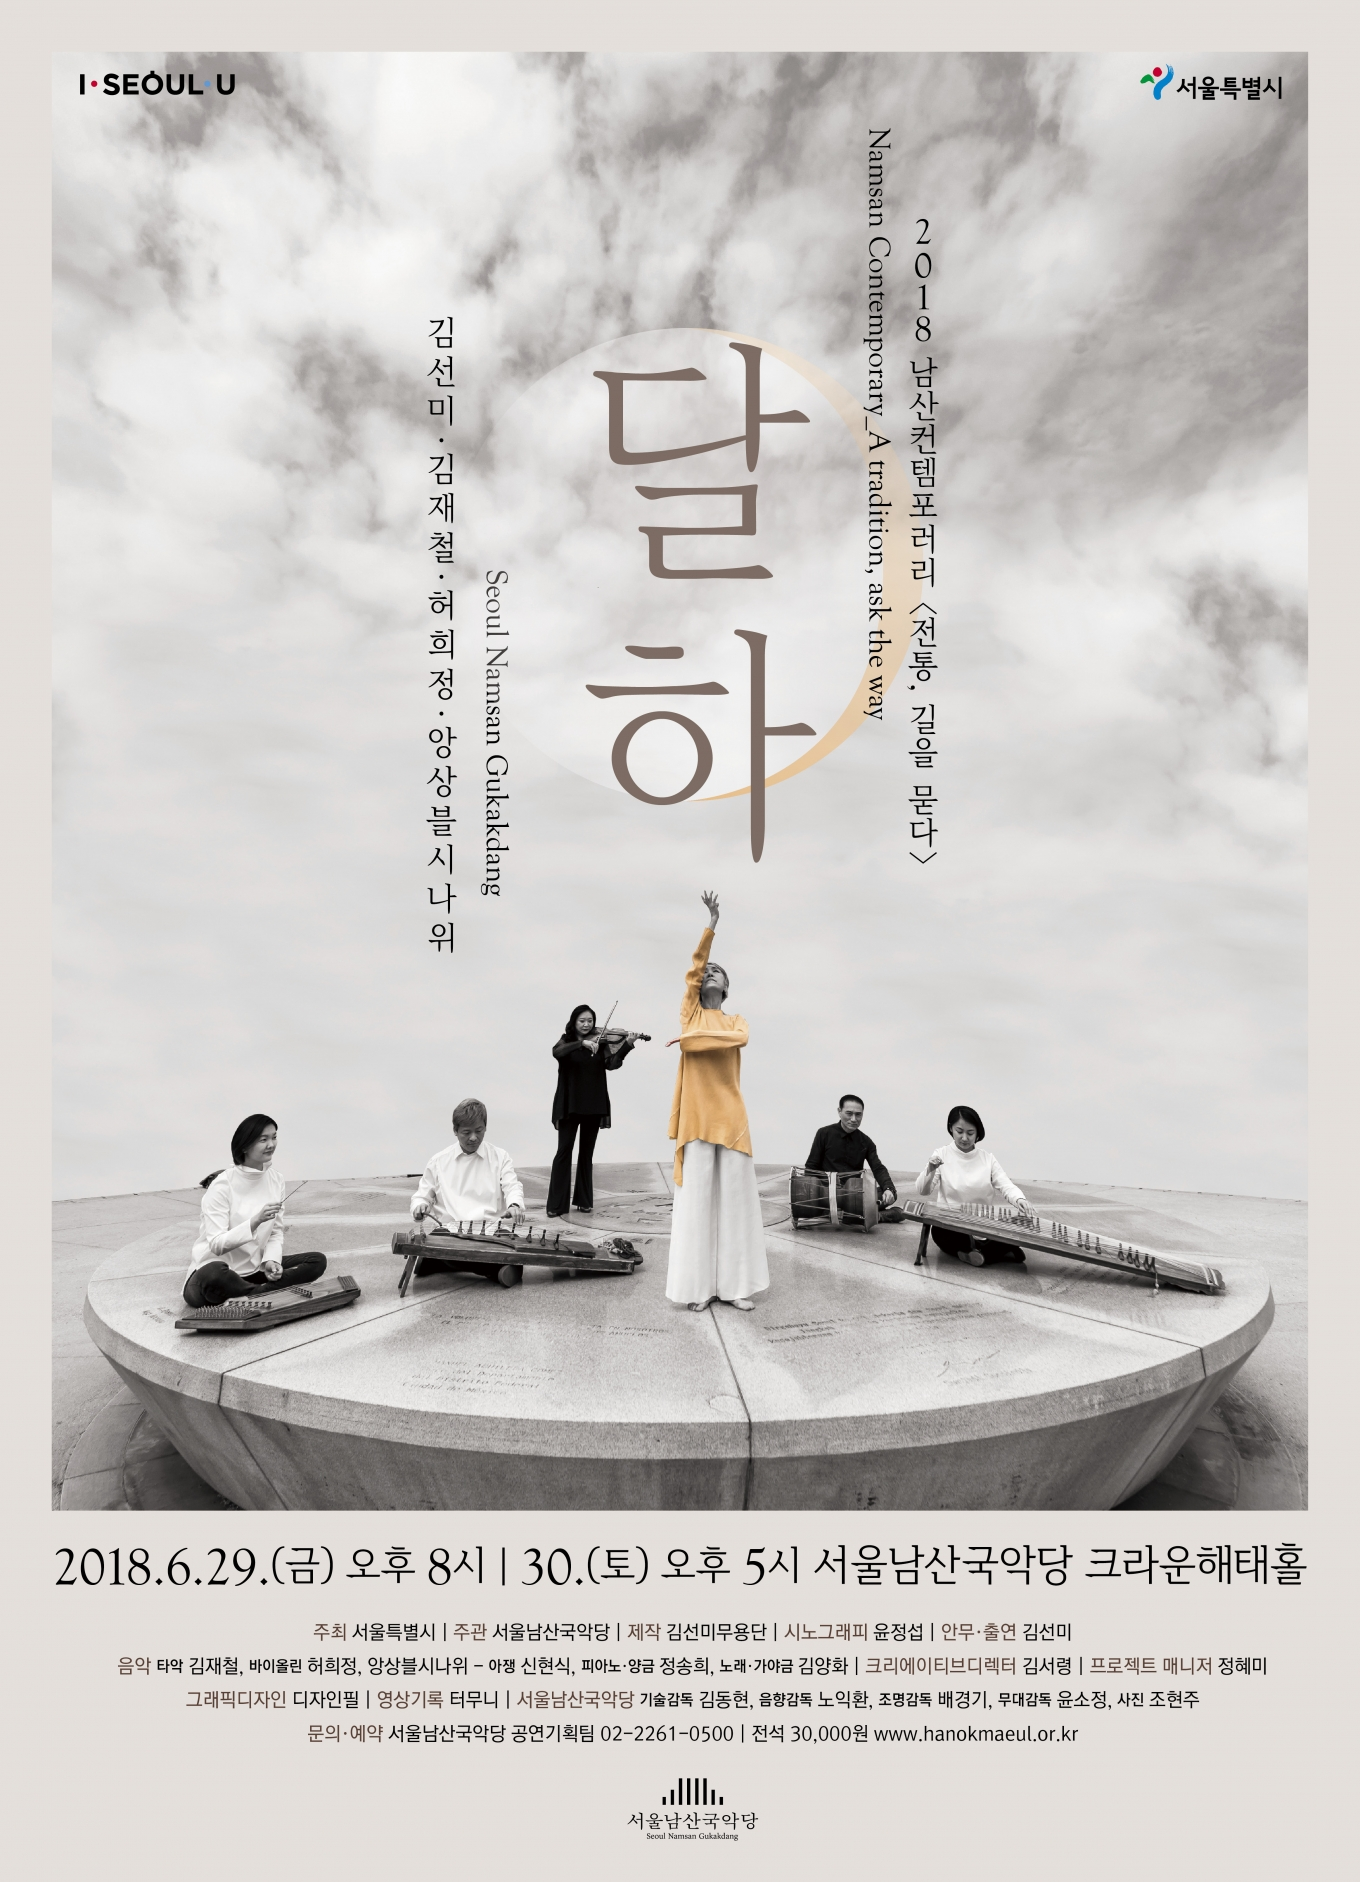 I·SEOUL·U
서울특별시
2018 남산컨템포러리 〈전통, 길을 묻다〉
Namsan Contemporary_A tradition, ask the way
달하
Seoul Namsan Gukakdang
김선미·김재철·허희정·앙상블시나위
2018.6.29.(금) 오후 8시 | 30.(토) 오후 5시 서울남산국악당 크라운해태홀
주최 서울특별시 | 주관 서울남산국악당 | 제작 김선미무용단 | 시노그래피 윤정섭 | 안무·출연 김선미
음악 타악 김재철, 바이올린 허희정, 앙상블시나위 – 아쟁 신현식, 피아노·양금 정송희, 노래·가야금 김양화 | 크리에이티브디렉터 김서령 | 프로젝트 매니저 정혜미
그래픽디자인 디자인필 | 영상기록 터무니 | 서울남산국악당 기술감독 김동현, 음향감독 노익환, 조명감독 배경기, 무대감독 윤소정, 사진 조현주
문의·예약 서울남산국악당 공연기획팀 02-2261-0500 | 전석 30,000원 www.hanokmaeul.or.kr
서울남산국악당
Seoul Namsan Gukakdang